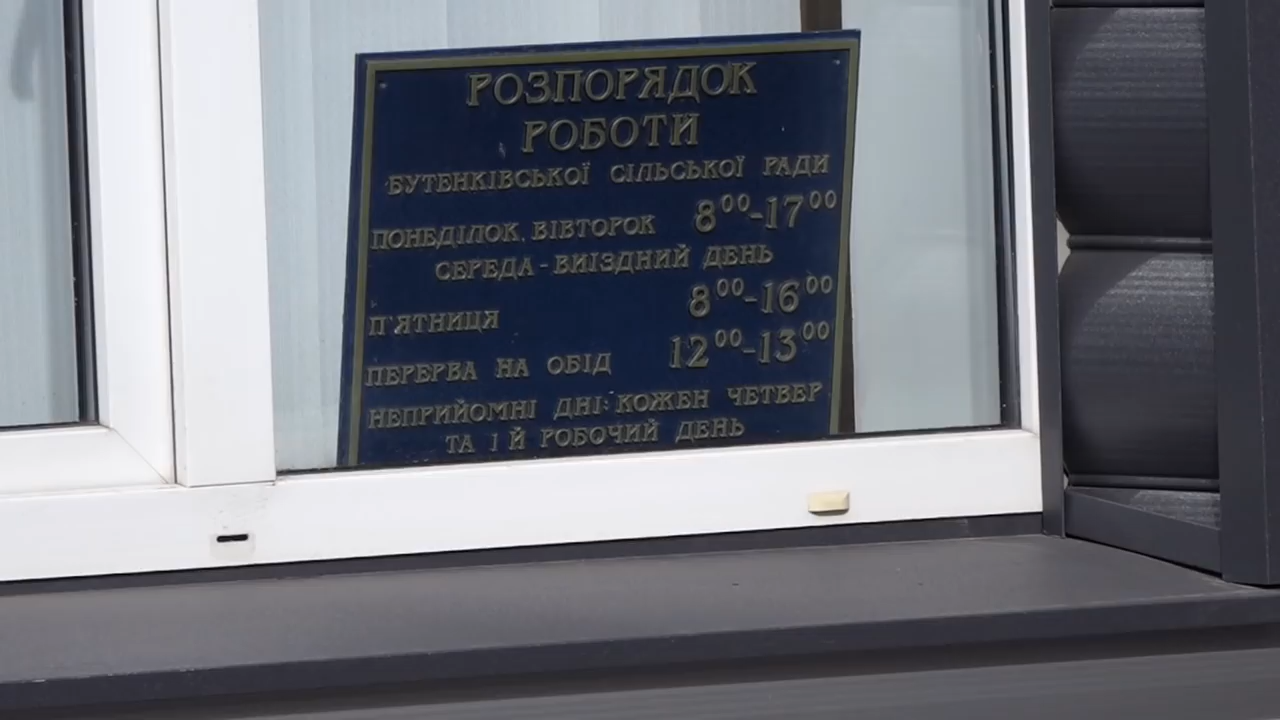 РОЗПОРЯДОК
РОБОТИ
БУТЕНКІВСЬКОЇ СІЛЬСЬКОЇ РАДИ
ПОНЕДІЛОК, ВІВТОРОК 8⁰⁰-17⁰⁰
СЕРЕДА - ВИІЗДНИЙ ДЕНЬ
П'ЯТНИЦЯ 8⁰⁰-16⁰⁰
ПЕРЕРВА НА ОБІД 12⁰⁰-13⁰⁰
НЕПРИЙОМНІ ДНІ: КОЖЕН ЧЕТВЕР
ТА 1 Й РОБОЧИЙ ДЕНЬ